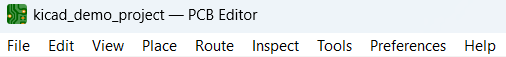 kicad_demo_project — PCB Editor
File Edit View Place Route Inspect Tools Preferences Help